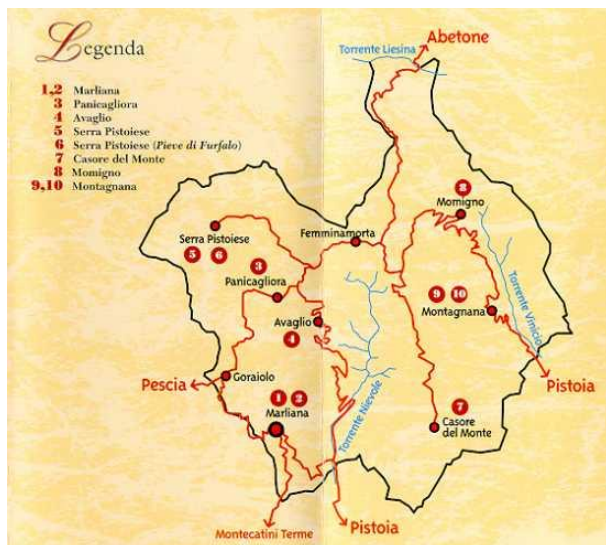 Legenda
1,2 Marliana
3 Panicagliora
4 Avaglio
5 Serra Pistoiese
6 Serra Pistoiese (Pieve di Furfalo)
7 Casore del Monte
8 Momigno
9,10 Montagnana
Abetone
Torrente Liesina
8
Momigno
Femminamorta
Serra Pistoiese
5 6
3
Panicagliora
Torrente Vinicio
9 10
Montagnana
Avaglio
4
Pescia
Goraiolo
Pistoia
1 2
Marliana
Torrente Nievole
7
Casore
del Monte
Montecatini Terme
Pistoia